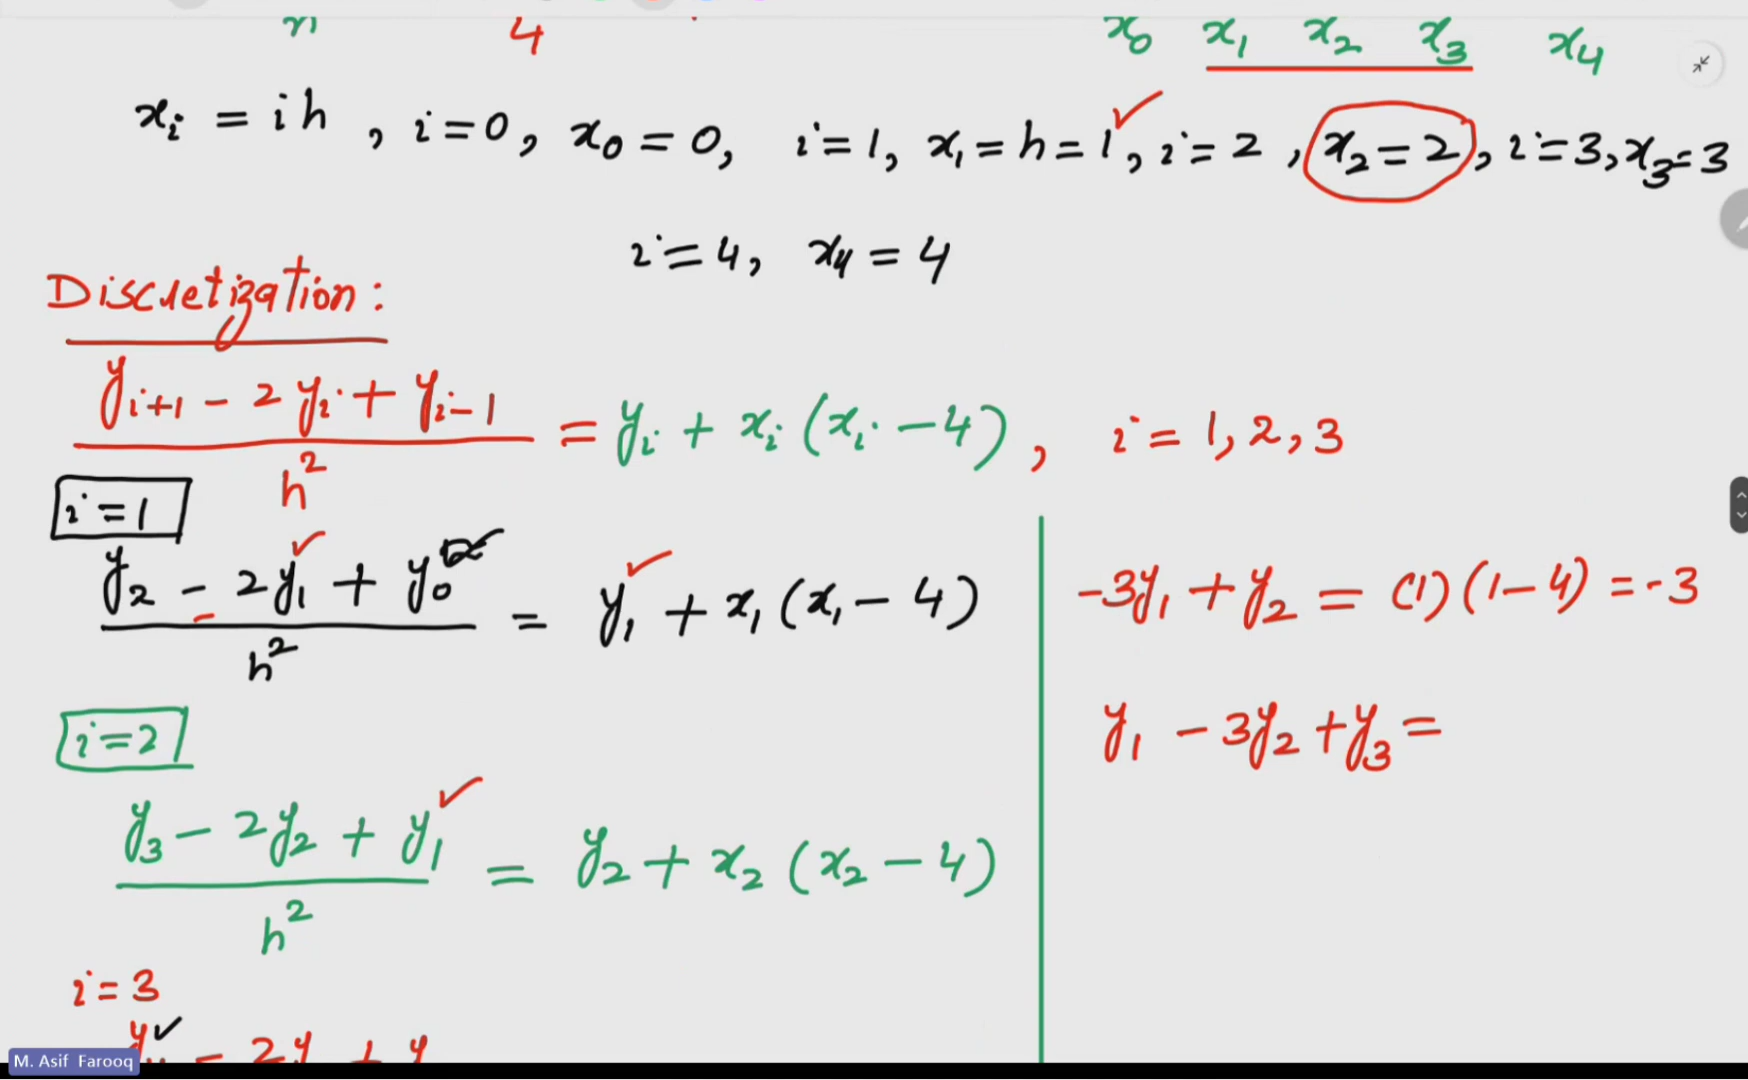 n 4 x₀ x₁ x₂ x₃ x₄
xᵢ = ih , i=0, x₀=0, i=1, x₁=h=1, i=2, x₂=2, i=3, x₃=3
i=4, x₄=4
Discretization:
(yᵢ₊₁ - 2yᵢ + yᵢ₋₁)/h² = yᵢ + xᵢ(xᵢ-4), i=1,2,3
i=1
(y₂ - 2y₁ + y₀)/h² = y₁ + x₁(x₁-4)
-3y₁ + y₂ = (1)(1-4) = -3
i=2
y₁ - 3y₂ + y₃ =
(y₃ - 2y₂ + y₁)/h² = y₂ + x₂(x₂-4)
i=3
M. Asif Farooq